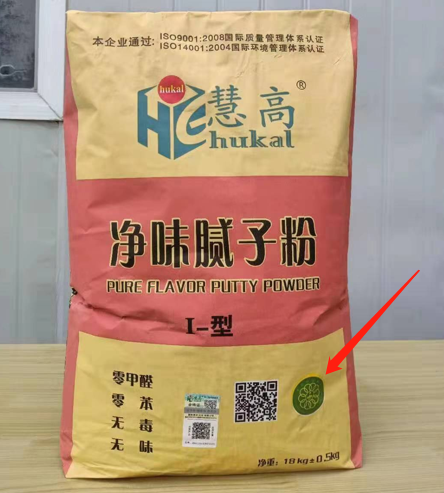 本企业通过:
ISO9001:2008国际质量管理体系认证
ISO14001:2004国际环境管理体系认证
hukal
慧高®
hukal
净味腻子粉
PURE FLAVOR PUTTY POWDER
I-型
零甲醛
零 苯
无 毒
无 味
净重: 18kg±0.5kg